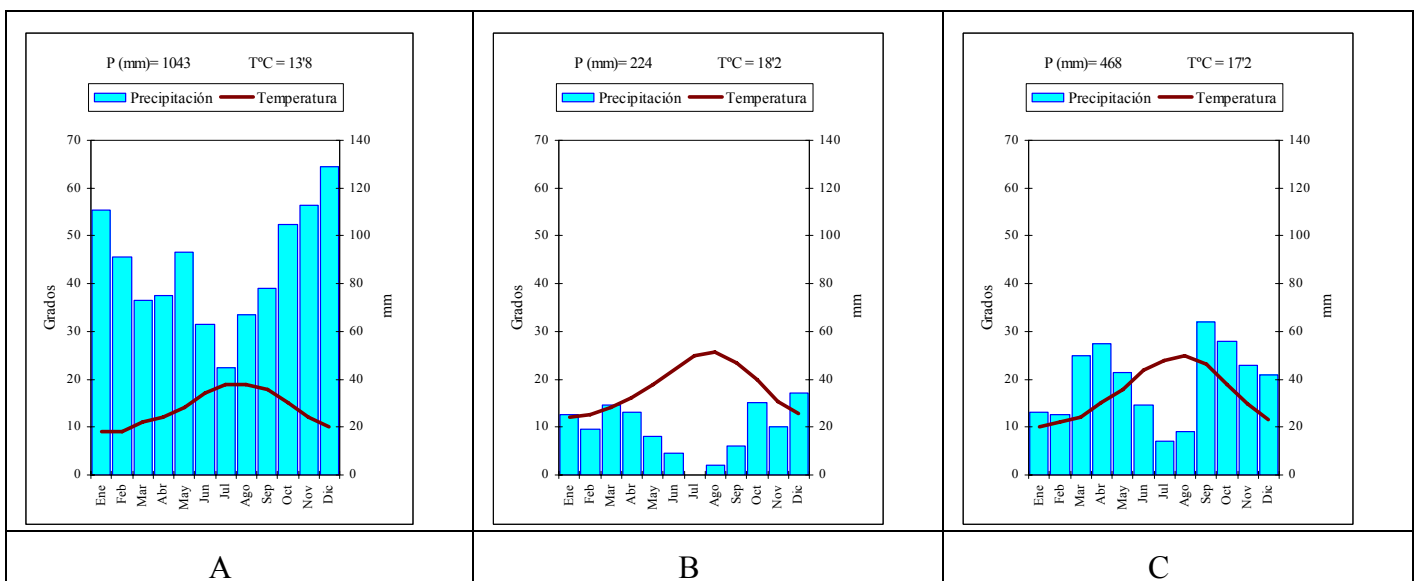 P (mm)= 1043 TºC = 13'8
Precipitación Temperatura
70 140
60 120
50 100
40 80
30 60
20 40
10 20
0 0
Grados
mm
Ene Feb Mar Abr May Jun Jul Ago Sep Oct Nov Dic
A
P (mm)= 224 TºC = 18'2
Precipitación Temperatura
70 140
60 120
50 100
40 80
30 60
20 40
10 20
0 0
Grados
mm
Ene Feb Mar Abr May Jun Jul Ago Sep Oct Nov Dic
B
P (mm)= 468 TºC = 17'2
Precipitación Temperatura
70 140
60 120
50 100
40 80
30 60
20 40
10 20
0 0
Grados
mm
Ene Feb Mar Abr May Jun Jul Ago Sep Oct Nov Dic
C